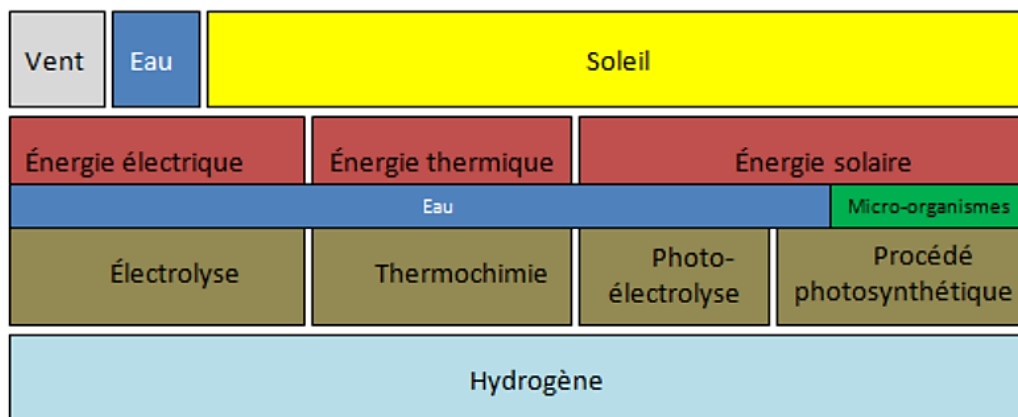 Vent Eau Soleil
Énergie électrique Énergie thermique Énergie solaire
Eau Micro-organismes
Électrolyse Thermochimie Photo-
électrolyse Procédé
photosynthétique
Hydrogène